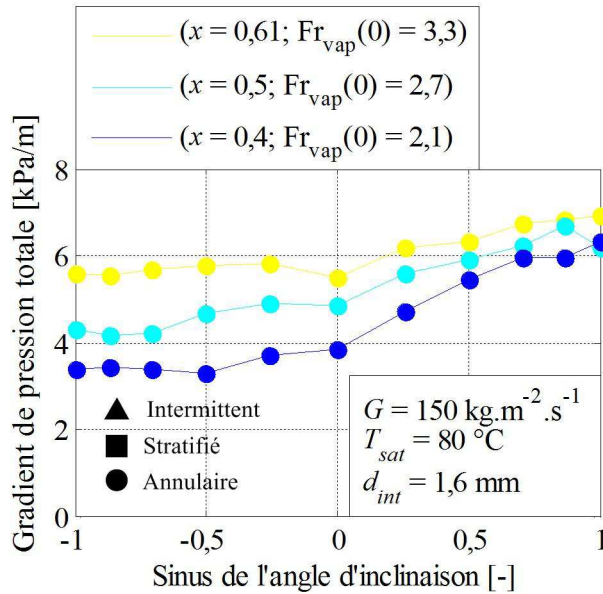 (x = 0,61; Fr_vap(0) = 3,3)
(x = 0,5; Fr_vap(0) = 2,7)
(x = 0,4; Fr_vap(0) = 2,1)
Gradient de pression totale [kPa/m]
8
6
4
2
0
Intermittent
Stratifié
Annulaire
G = 150 kg.m^-2.s^-1
T_sat = 80 °C
d_int = 1,6 mm
-1 -0,5 0 0,5 1
Sinus de l'angle d'inclinaison [-]